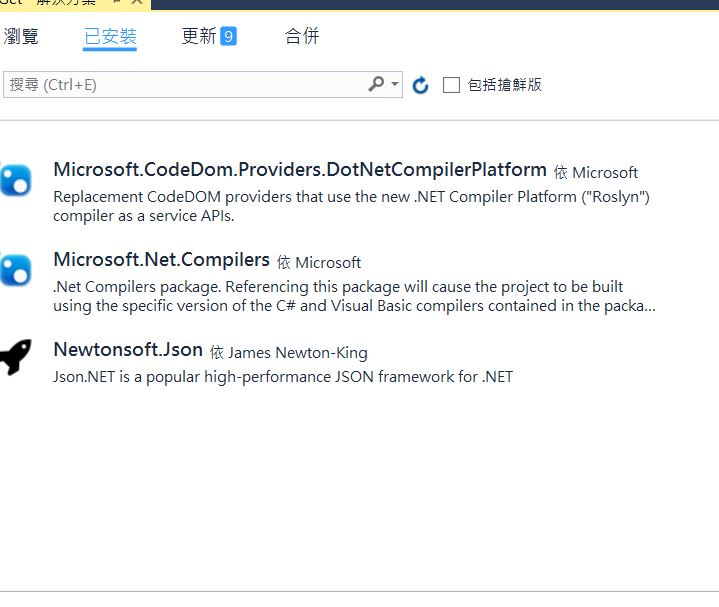 解決方案
瀏覽 已安裝 更新 9 合併
搜尋 (Ctrl+E) 包括搶鮮版
Microsoft.CodeDom.Providers.DotNetCompilerPlatform 依 Microsoft
Replacement CodeDOM providers that use the new .NET Compiler Platform ("Roslyn")
compiler as a service APIs.
Microsoft.Net.Compilers 依 Microsoft
.Net Compilers package. Referencing this package will cause the project to be built
using the specific version of the C# and Visual Basic compilers contained in the packa...
Newtonsoft.Json 依 James Newton-King
Json.NET is a popular high-performance JSON framework for .NET